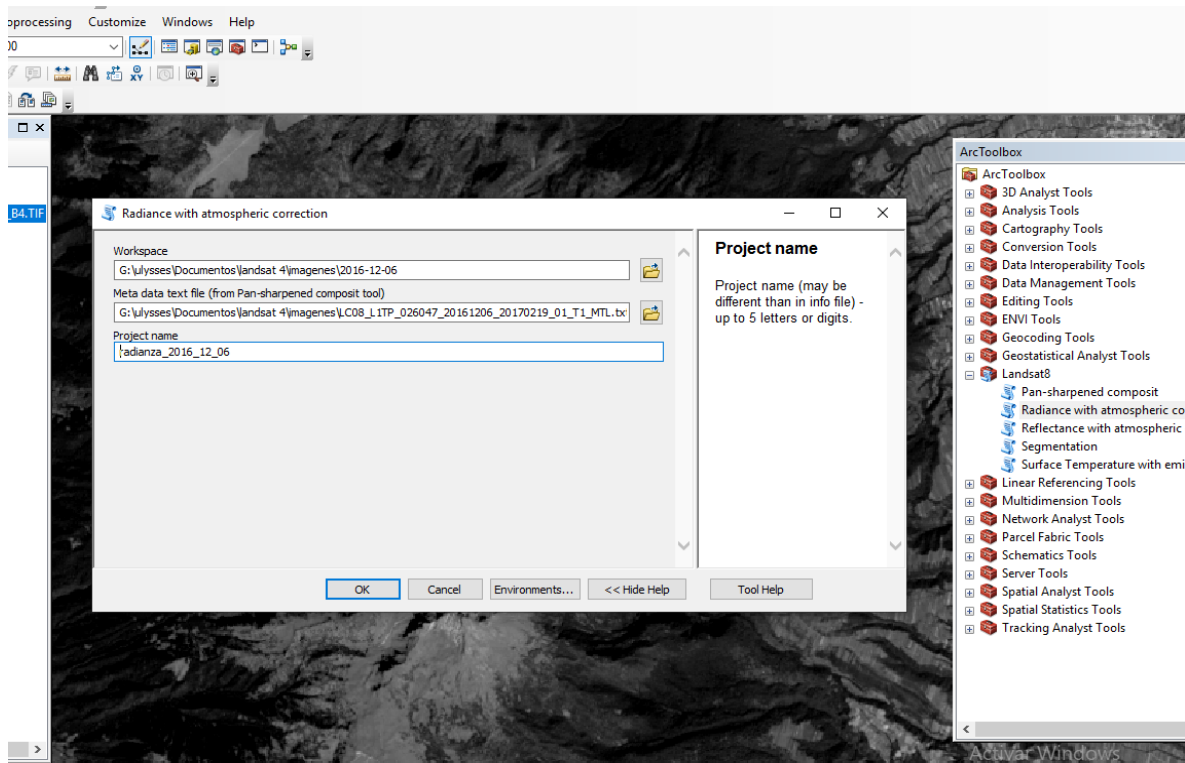 oprocessing Customize Windows Help
00
XY
_B4.TIF
Radiance with atmospheric correction
Workspace
G:\ulysses\Documentos\landsat 4\imagenes\2016-12-06
Meta data text file (from Pan-sharpened composit tool)
G:\ulysses\Documentos\landsat 4\imagenes\LC08_L1TP_026047_20161206_20170219_01_T1_MTL.tx
Project name
radianza_2016_12_06
OK Cancel Environments... << Hide Help Tool Help
Project name
Project name (may be
different than in info file) -
up to 5 letters or digits.
ArcToolbox
ArcToolbox
3D Analyst Tools
Analysis Tools
Cartography Tools
Conversion Tools
Data Interoperability Tools
Data Management Tools
Editing Tools
ENVI Tools
Geocoding Tools
Geostatistical Analyst Tools
Landsat8
Pan-sharpened composit
Radiance with atmospheric co
Reflectance with atmospheric
Segmentation
Surface Temperature with emi
Linear Referencing Tools
Multidimension Tools
Network Analyst Tools
Parcel Fabric Tools
Schematics Tools
Server Tools
Spatial Analyst Tools
Spatial Statistics Tools
Tracking Analyst Tools
Activar Windows